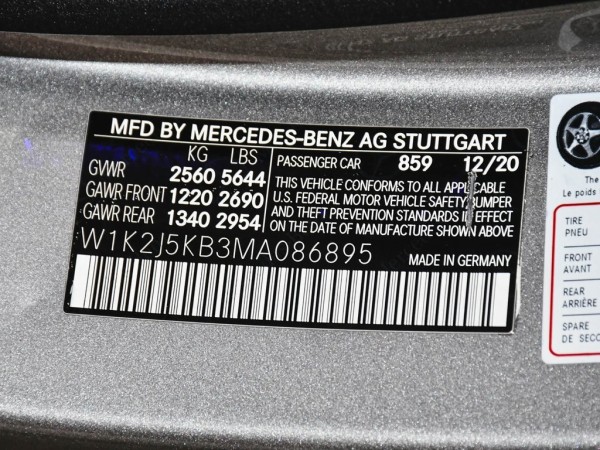 MFD BY MERCEDES-BENZ AG STUTTGART
KG LBS
GVWR 2560 5644
GAWR FRONT 1220 2690
GAWR REAR 1340 2954
PASSENGER CAR 859 12/20
THIS VEHICLE CONFORMS TO ALL APPLICABLE
U.S. FEDERAL MOTOR VEHICLE SAFETY, BUMPER
AND THEFT PREVENTION STANDARDS IN EFFECT
ON THE DATE OF MANUFACTURE SHOWN ABOVE
W1K2J5KB3MA086895
MADE IN GERMANY
The
Le poids
TIRE
PNEU
FRONT
AVANT
REAR
ARRIÈRE
SPARE
DE SECO